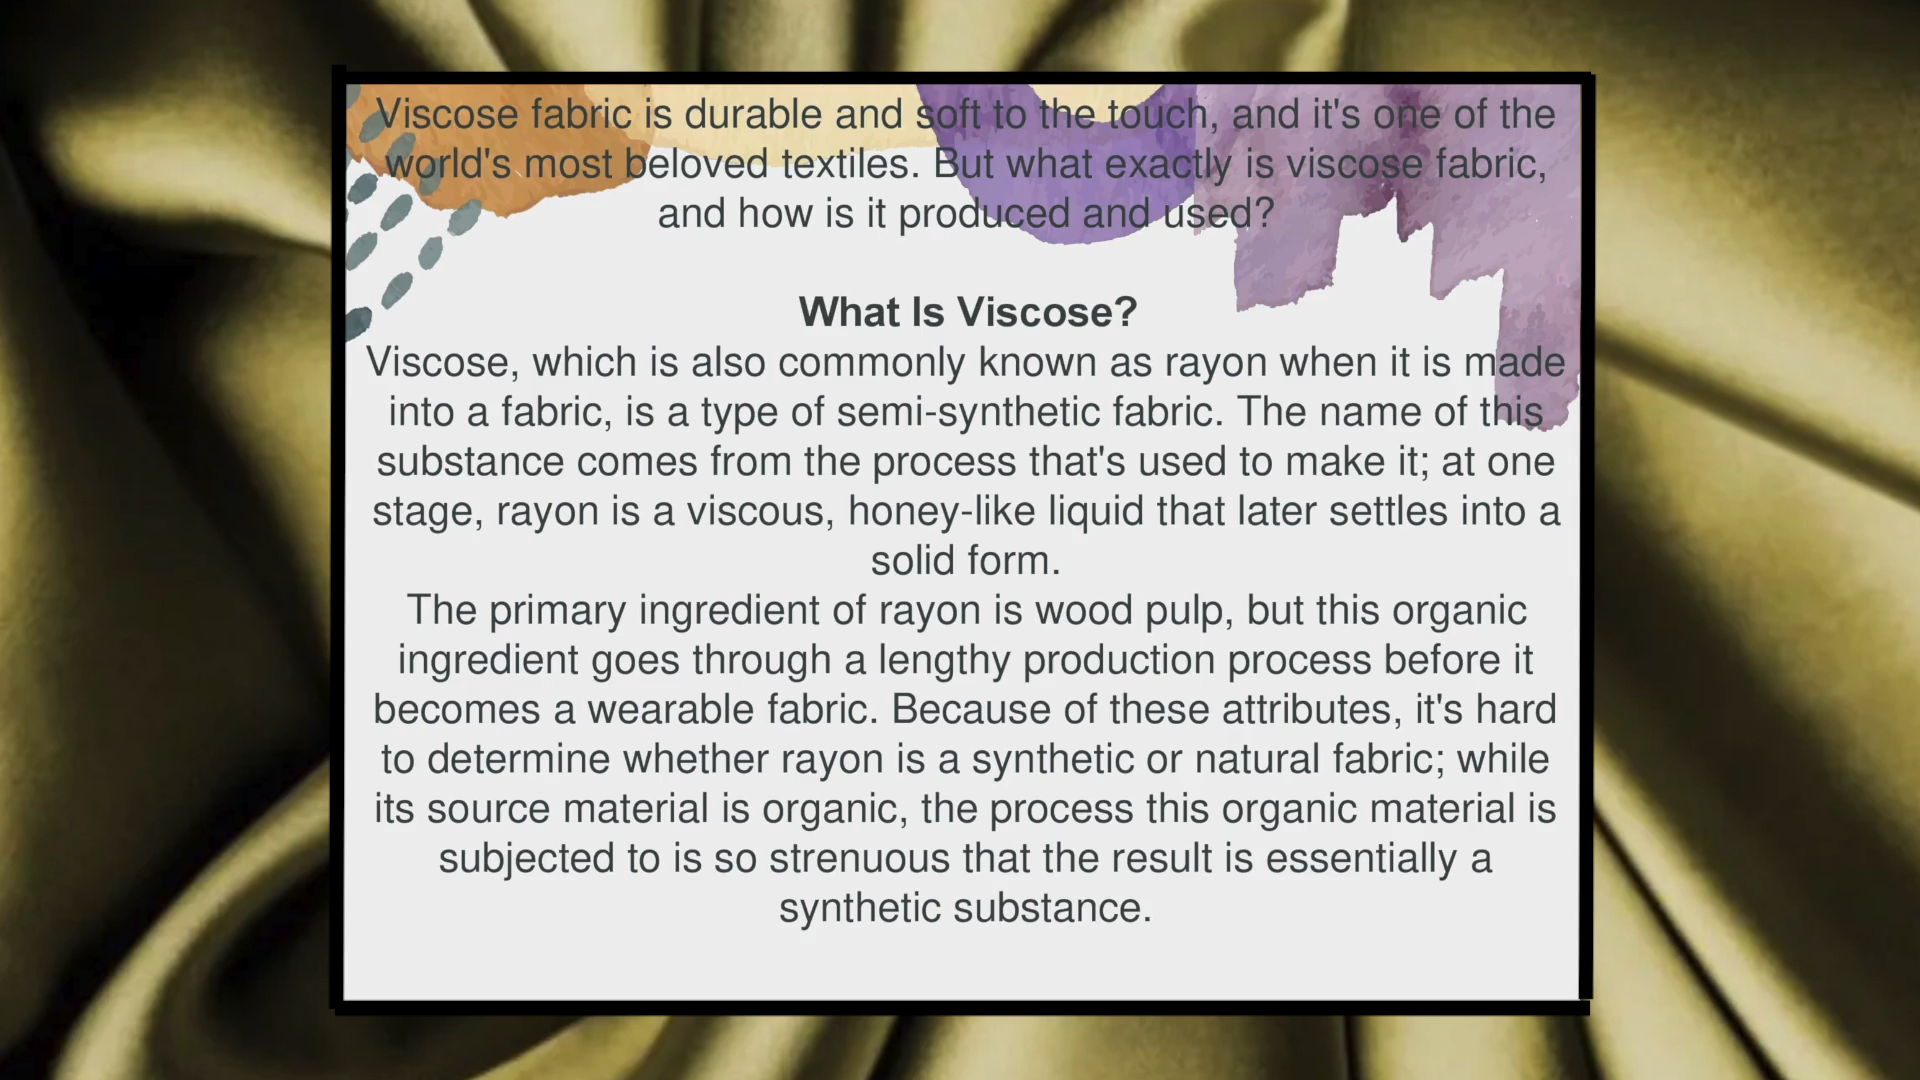 Viscose fabric is durable and soft to the touch, and it's one of the
world's most beloved textiles. But what exactly is viscose fabric,
and how is it produced and used?
What Is Viscose?
Viscose, which is also commonly known as rayon when it is made
into a fabric, is a type of semi-synthetic fabric. The name of this
substance comes from the process that's used to make it; at one
stage, rayon is a viscous, honey-like liquid that later settles into a
solid form.
The primary ingredient of rayon is wood pulp, but this organic
ingredient goes through a lengthy production process before it
becomes a wearable fabric. Because of these attributes, it's hard
to determine whether rayon is a synthetic or natural fabric; while
its source material is organic, the process this organic material is
subjected to is so strenuous that the result is essentially a
synthetic substance.